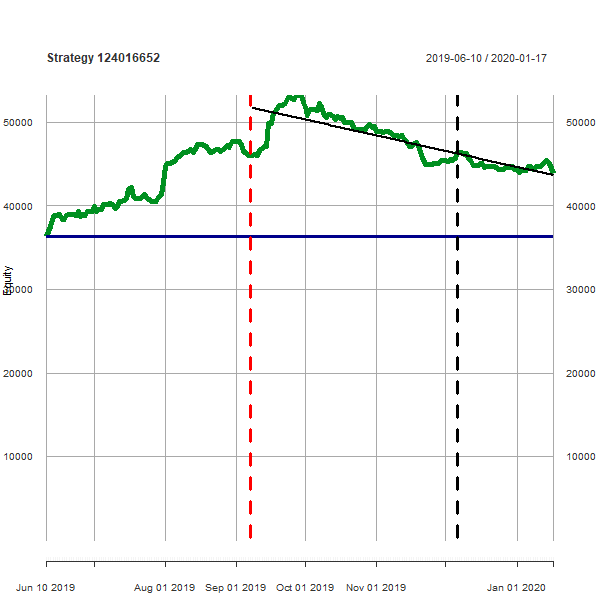 Strategy 124016652
2019-06-10 / 2020-01-17
50000
50000
40000
40000
Equity
30000
30000
20000
20000
10000
10000
Jun 10 2019
Aug 01 2019
Sep 01 2019
Oct 01 2019
Nov 01 2019
Jan 01 2020